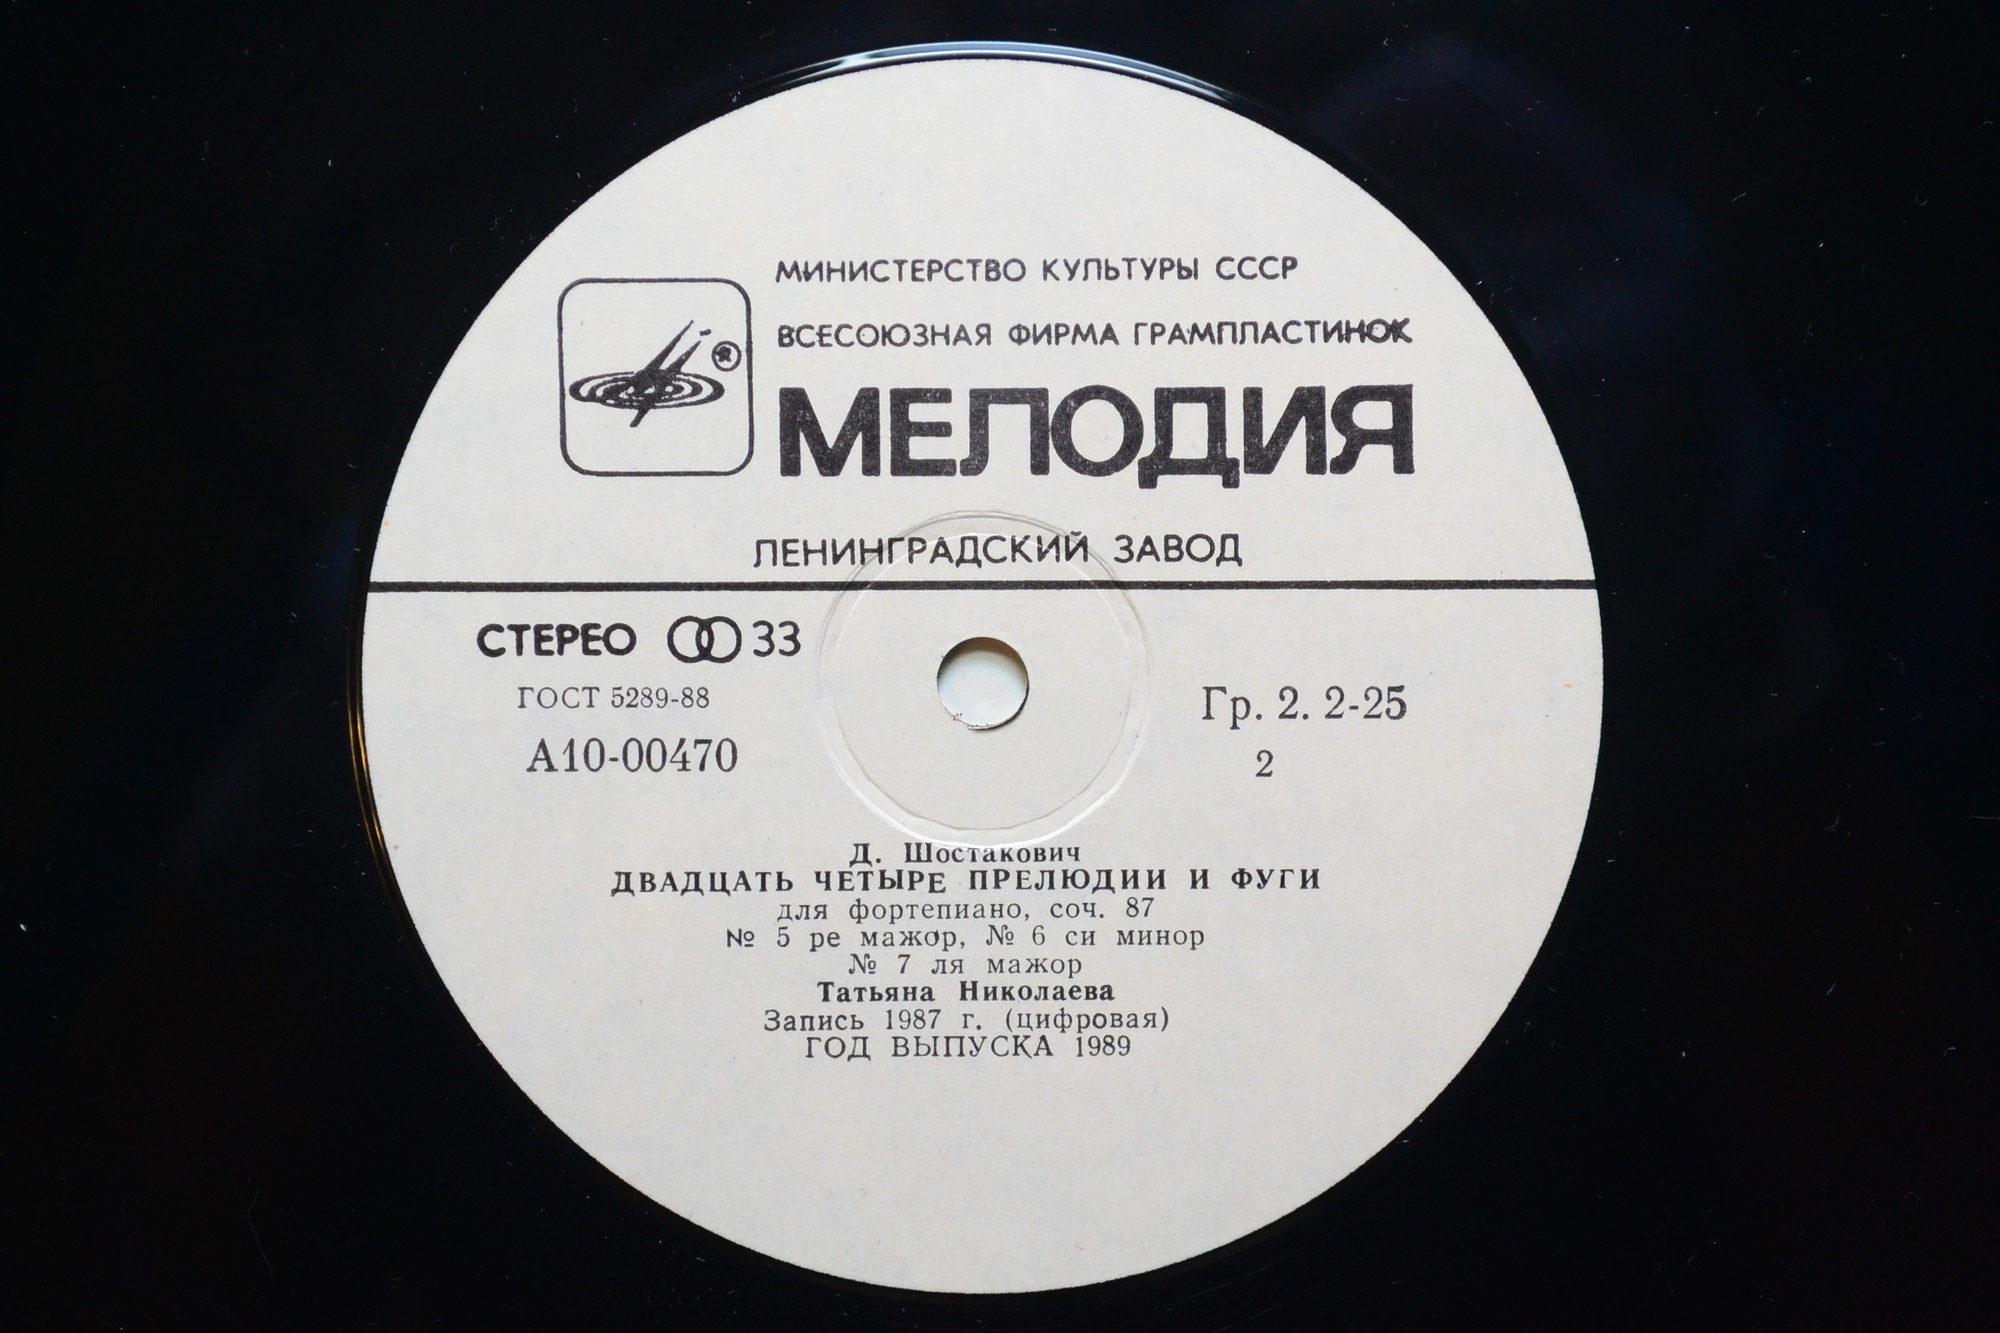 МИНИСТЕРСТВО КУЛЬТУРЫ СССР
ВСЕСОЮЗНАЯ ФИРМА ГРАМПЛАСТИНОК
МЕЛОДИЯ
ЛЕНИНГРАДСКИЙ ЗАВОД
СТЕРЕО 33
ГОСТ 5289-88
А10-00470
Гр. 2. 2-25
2
Д. Шостакович
ДВАДЦАТЬ ЧЕТЫРЕ ПРЕЛЮДИИ И ФУГИ
для фортепиано, соч. 87
№ 5 ре мажор, № 6 си минор
№ 7 ля мажор
Татьяна Николаева
Запись 1987 г. (цифровая)
ГОД ВЫПУСКА 1989